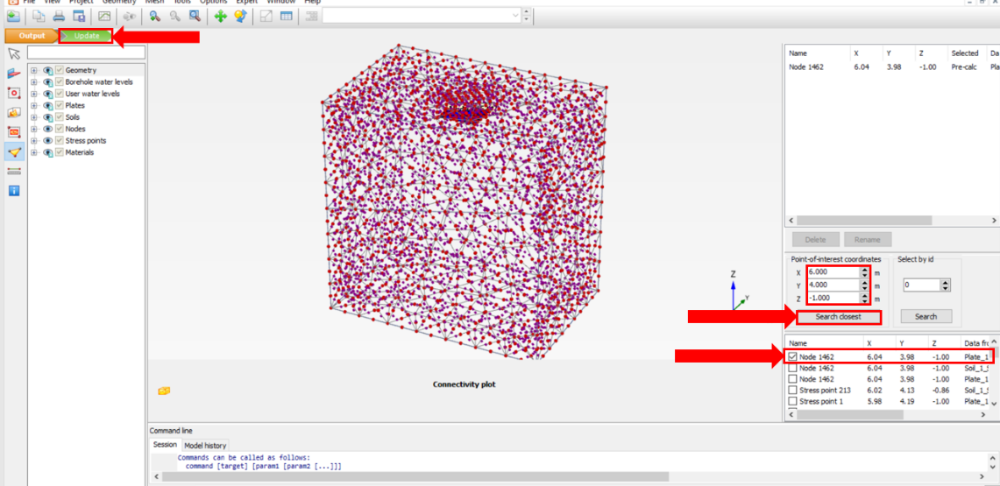 File View Project Geometry Mesh Tools Options Expert Window Help
Output Update
Geometry
Borehole water levels
User water levels
Plates
Soils
Nodes
Stress points
Materials
Z
Y
Connectivity plot
Name X Y Z Selected Da
Node 1462 6.04 3.98 -1.00 Pre-calc Pla
Delete Rename
Point-of-interest coordinates Select by id
X 6.000 m
Y 4.000 m 0
Z -1.000 m
Search closest Search
Name X Y Z Data fro
Node 1462 6.04 3.98 -1.00 Plate_1
Node 1462 6.04 3.98 -1.00 Soil_1_
Node 1462 6.04 3.98 -1.00 Plate_1
Stress point 213 6.02 4.13 -0.86 Soil_1_
Stress point 1 5.98 4.19 -1.00 Plate_1
Command line
Session Model history
Commands can be called as follows:
command [target] [param1 [param2 [...]]]